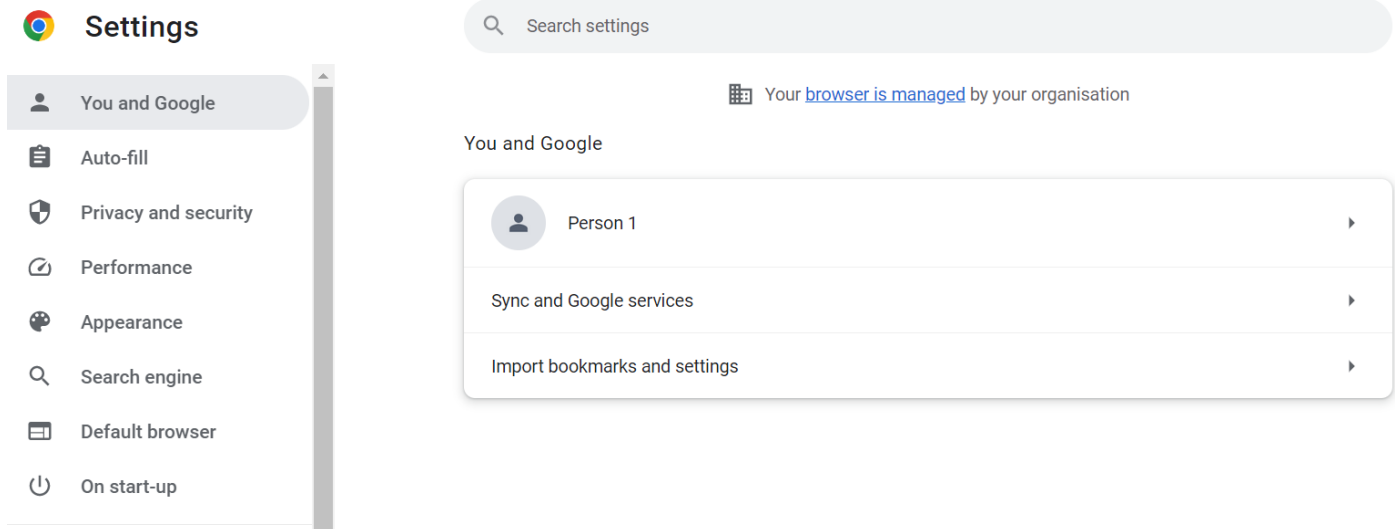 Settings
Search settings
You and Google
Auto-fill
Privacy and security
Performance
Appearance
Search engine
Default browser
On start-up
Your browser is managed by your organisation
You and Google
Person 1
Sync and Google services
Import bookmarks and settings